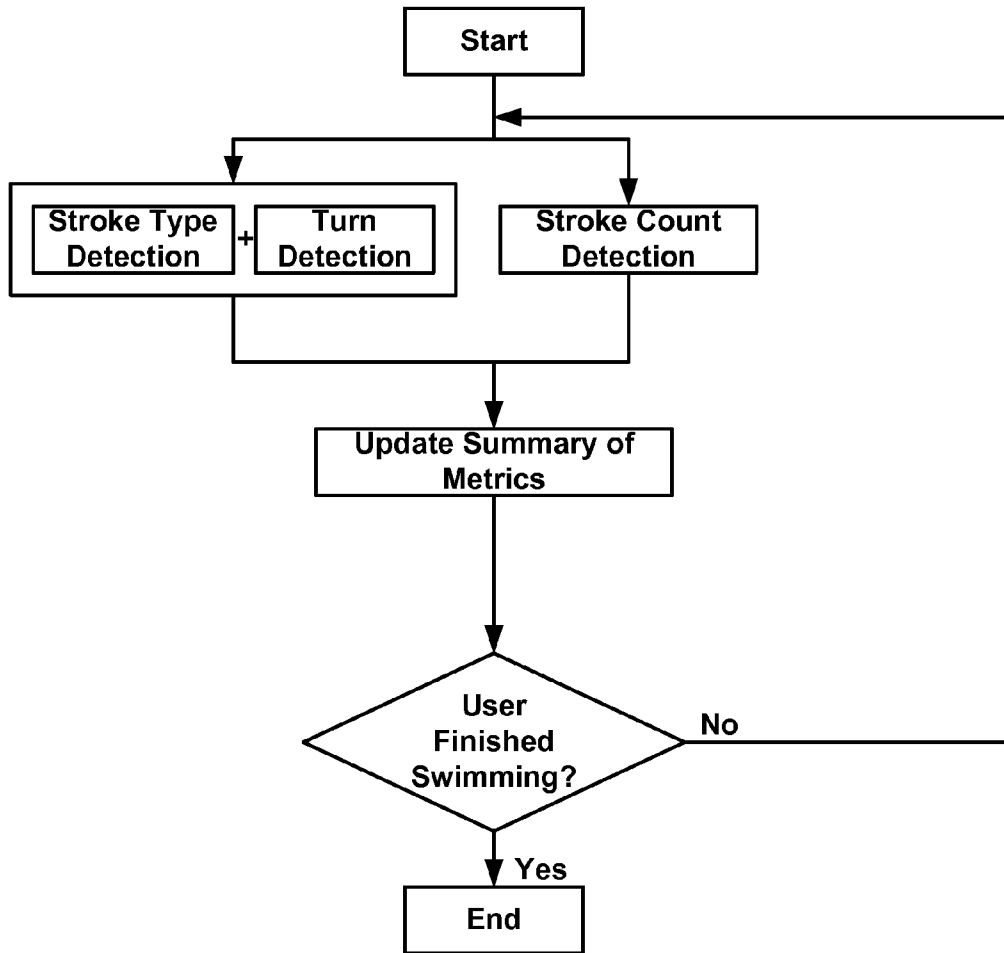 Start
Stroke Type
Detection
+
Turn
Detection
Stroke Count
Detection
Update Summary of
Metrics
User
Finished
Swimming?
No
Yes
End